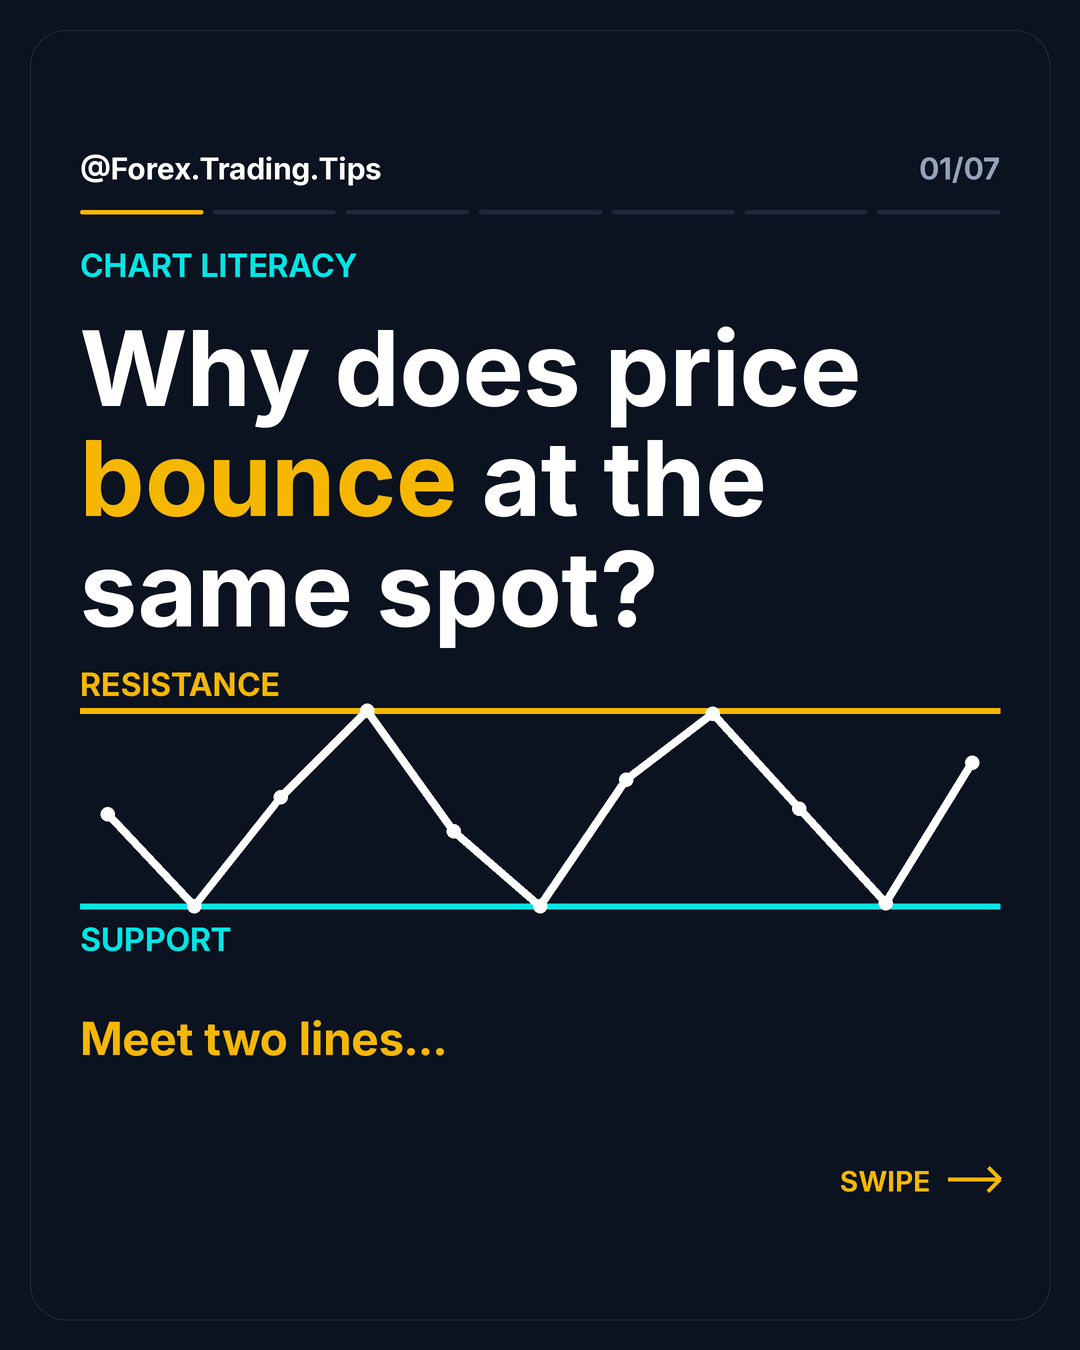 @Forex.Trading.Tips
01/07
CHART LITERACY
Why does price
bounce at the
same spot?
RESISTANCE
SUPPORT
Meet two lines...
SWIPE